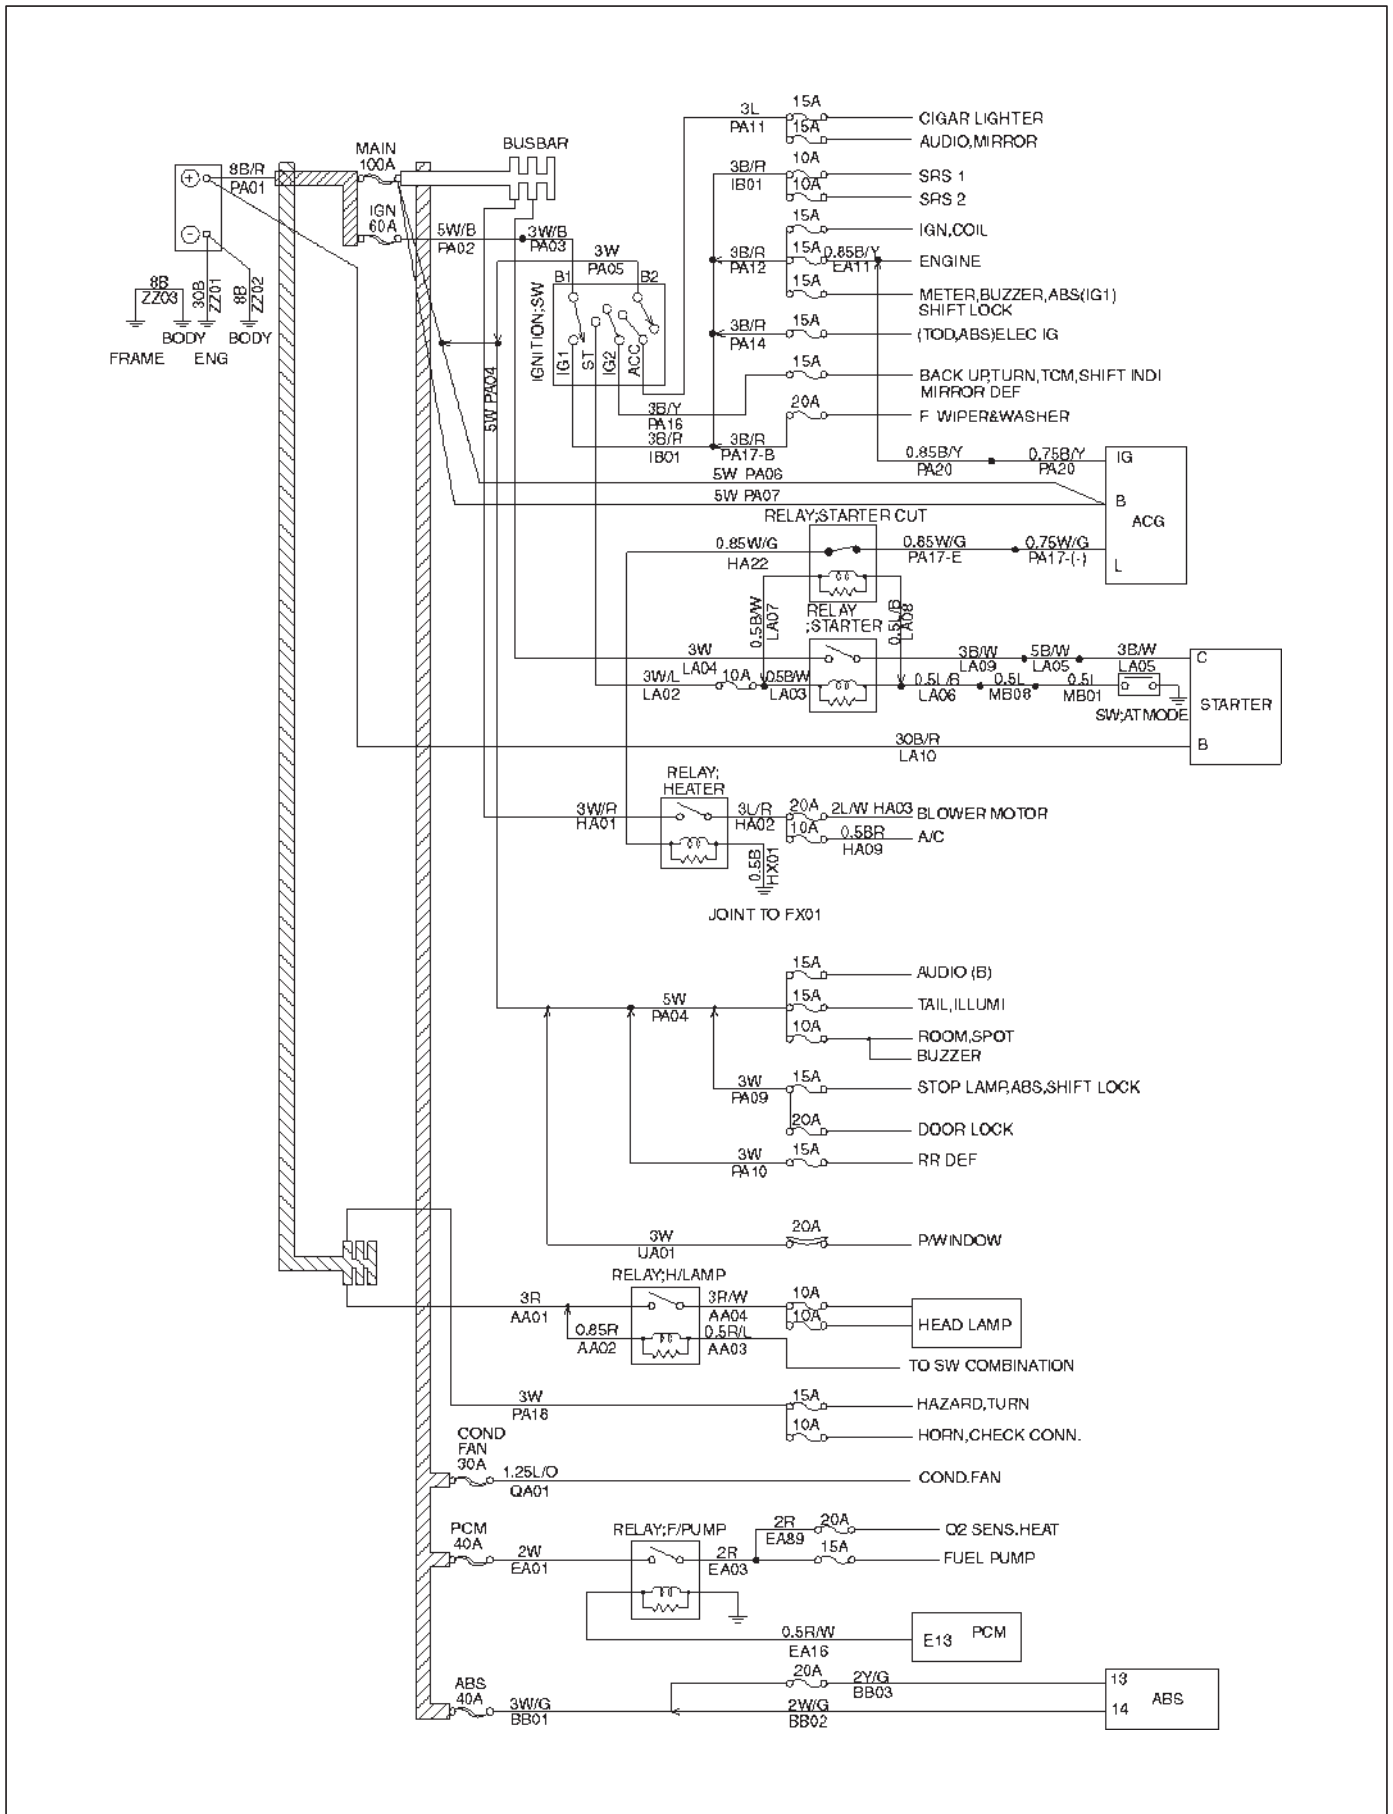 15A
3L
PA11
CIGAR LIGHTER
15A
AUDIO,MIRROR
MAIN
100A
BUSBAR
8B/R
PA01
10A
3B/R
IB01
SRS 1
10A
SRS 2
IGN
60A
15A
IGN,COIL
5W/B
PA02
3W/B
PA03
3W
PA05
3B/R
PA12
15A
0.85B/Y
EA11
ENGINE
B1
B2
15A
METER,BUZZER,ABS(IG1)
SHIFT LOCK
8B
ZZ03
30B
ZZ01
8B
ZZ02
BODY
BODY
FRAME
ENG
IGNITION;SW
IG1
ST
IG2
ACC
3B/R
PA14
15A
(TOD,ABS)ELEC IG
15A
BACK UP,TURN,TCM,SHIFT INDI
MIRROR DEF
5W PA04
3B/Y
PA16
20A
F WIPER&WASHER
3B/R
IB01
3B/R
PA17-B
0.85B/Y
PA20
0.75B/Y
PA20
IG
5W PA06
5W PA07
B
ACG
RELAY;STARTER CUT
0.85W/G
HA22
0.85W/G
PA17-E
0.75W/G
PA17-(-)
L
0.5B/W
LA07
RELAY
;STARTER
0.5L/B
LA08
3W
LA04
3B/W
LA09
5B/W
LA05
3B/W
LA05
C
3W/L
LA02
10A
0.5B/W
LA03
0.5L/B
LA06
0.5L
MB08
0.5L
MB01
SW;ATMODE
STARTER
30B/R
LA10
B
RELAY;
HEATER
3W/R
HA01
3L/R
HA02
20A
2L/W HA03
BLOWER MOTOR
10A
0.5BR
HA09
A/C
0.5B
HX01
JOINT TO FX01
15A
AUDIO (B)
5W
PA04
15A
TAIL,ILLUMI
10A
ROOM,SPOT
BUZZER
3W
PA09
15A
STOP LAMP,ABS,SHIFT LOCK
20A
DOOR LOCK
3W
PA10
15A
RR DEF
3W
UA01
20A
P/WINDOW
RELAY;H/LAMP
3R
AA01
3R/W
AA04
10A
10A
HEAD LAMP
0.85R
AA02
0.5R/L
AA03
TO SW COMBINATION
3W
PA18
15A
HAZARD,TURN
10A
HORN,CHECK CONN.
COND
FAN
30A
1.25L/O
QA01
COND.FAN
PCM
40A
RELAY;F/PUMP
2R
EA89
20A
O2 SENS.HEAT
2W
EA01
2R
EA03
15A
FUEL PUMP
0.5R/W
EA16
E13
PCM
ABS
40A
20A
2Y/G
BB03
13
3W/G
BB01
2W/G
BB02
14
ABS